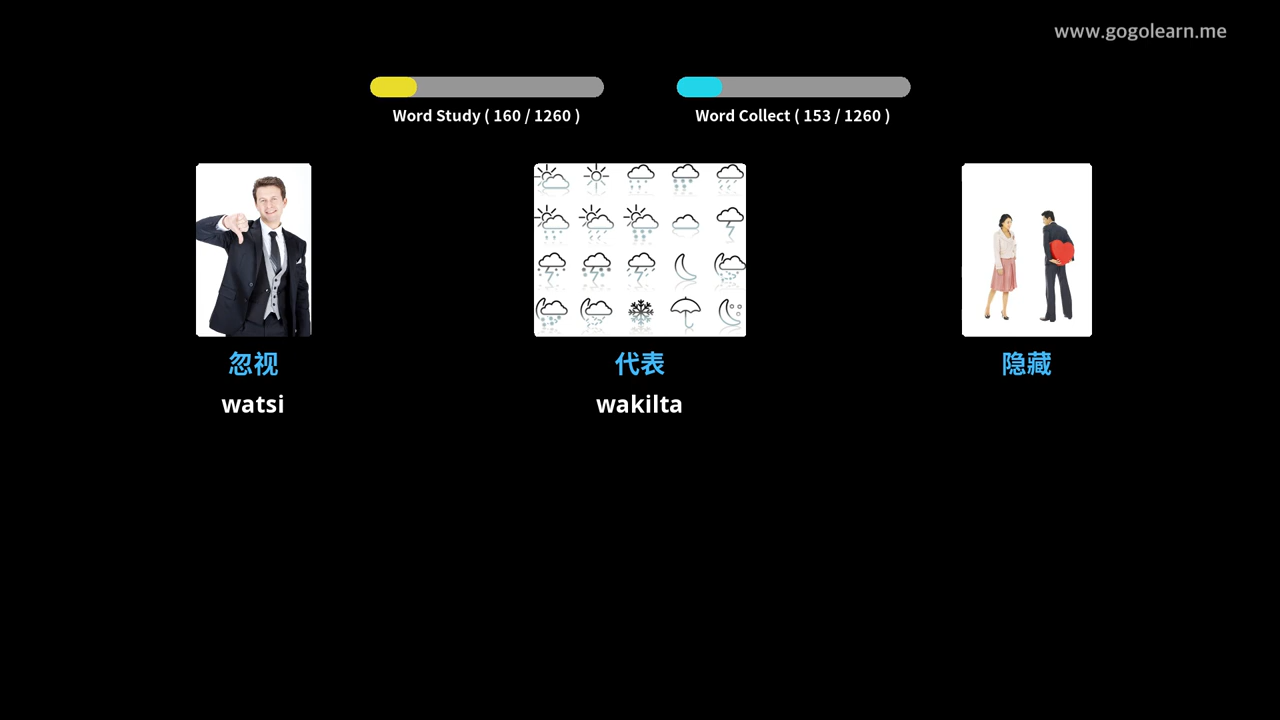 www.gogolearn.me
Word Study ( 160 / 1260 )
Word Collect ( 153 / 1260 )
忽视
代表
隐藏
watsi
wakilta